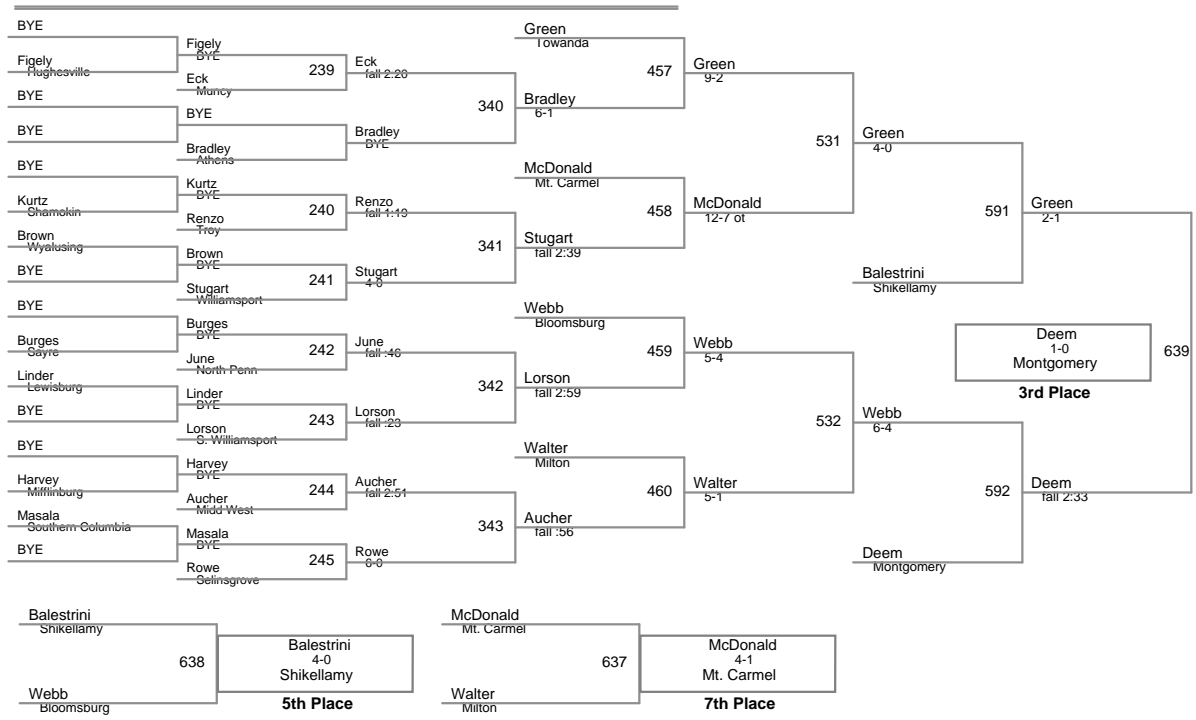 BYE
Figely
Hughesville
BYE
BYE
BYE
Kurtz
Shamokin
Brown
Wyalusing
BYE
BYE
Burges
Sayre
Linder
Lewisburg
BYE
BYE
Harvey
Mifflinburg
Masala
Southern Columbia
BYE
Figely
BYE
239
Eck
Muncy
BYE
Bradley
Athens
Kurtz
BYE
240
Renzo
Troy
Brown
BYE
241
Stugart
Williamsport
Burges
BYE
242
June
North Penn
Linder
BYE
243
Lorson
S. Williamsport
Harvey
BYE
244
Aucher
Midd West
Masala
BYE
245
Rowe
Selinsgrove
Eck
fall 2:20
340
Bradley
BYE
Renzo
fall 1:19
341
Stugart
4-0
June
fall :46
342
Lorson
fall :23
Aucher
fall 2:51
343
Rowe
6-0
Green
Towanda
457
Bradley
6-1
McDonald
Mt. Carmel
458
Stugart
fall 2:39
Webb
Bloomsburg
459
Lorson
fall 2:59
Walter
Milton
460
Aucher
fall :56
Green
9-2
531
McDonald
12-7 ot
Webb
5-4
532
Walter
5-1
Green
4-0
591
Balestrini
Shikellamy
Webb
6-4
592
Deem
Montgomery
Green
2-1
639
Deem
fall 2:33
Deem
1-0
Montgomery
3rd Place
Balestrini
Shikellamy
638
Webb
Bloomsburg
Balestrini
4-0
Shikellamy
5th Place
McDonald
Mt. Carmel
637
Walter
Milton
McDonald
4-1
Mt. Carmel
7th Place